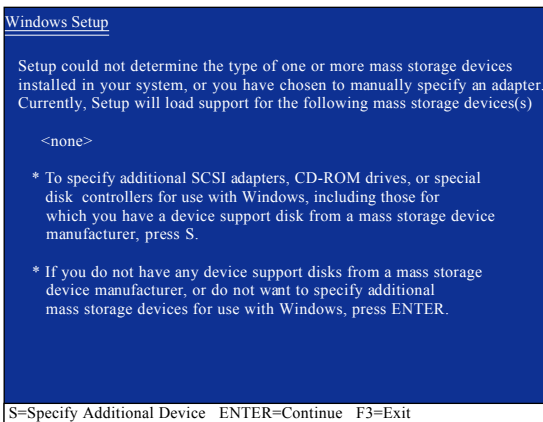 Windows Setup
Setup could not determine the type of one or more mass storage devices
installed in your system, or you have chosen to manually specify an adapter.
Currently, Setup will load support for the following mass storage devices(s)
<none>
* To specify additional SCSI adapters, CD-ROM drives, or special
disk controllers for use with Windows, including those for
which you have a device support disk from a mass storage device
manufacturer, press S.
* If you do not have any device support disks from a mass storage
device manufacturer, or do not want to specify additional
mass storage devices for use with Windows, press ENTER.
S=Specify Additional Device ENTER=Continue F3=Exit